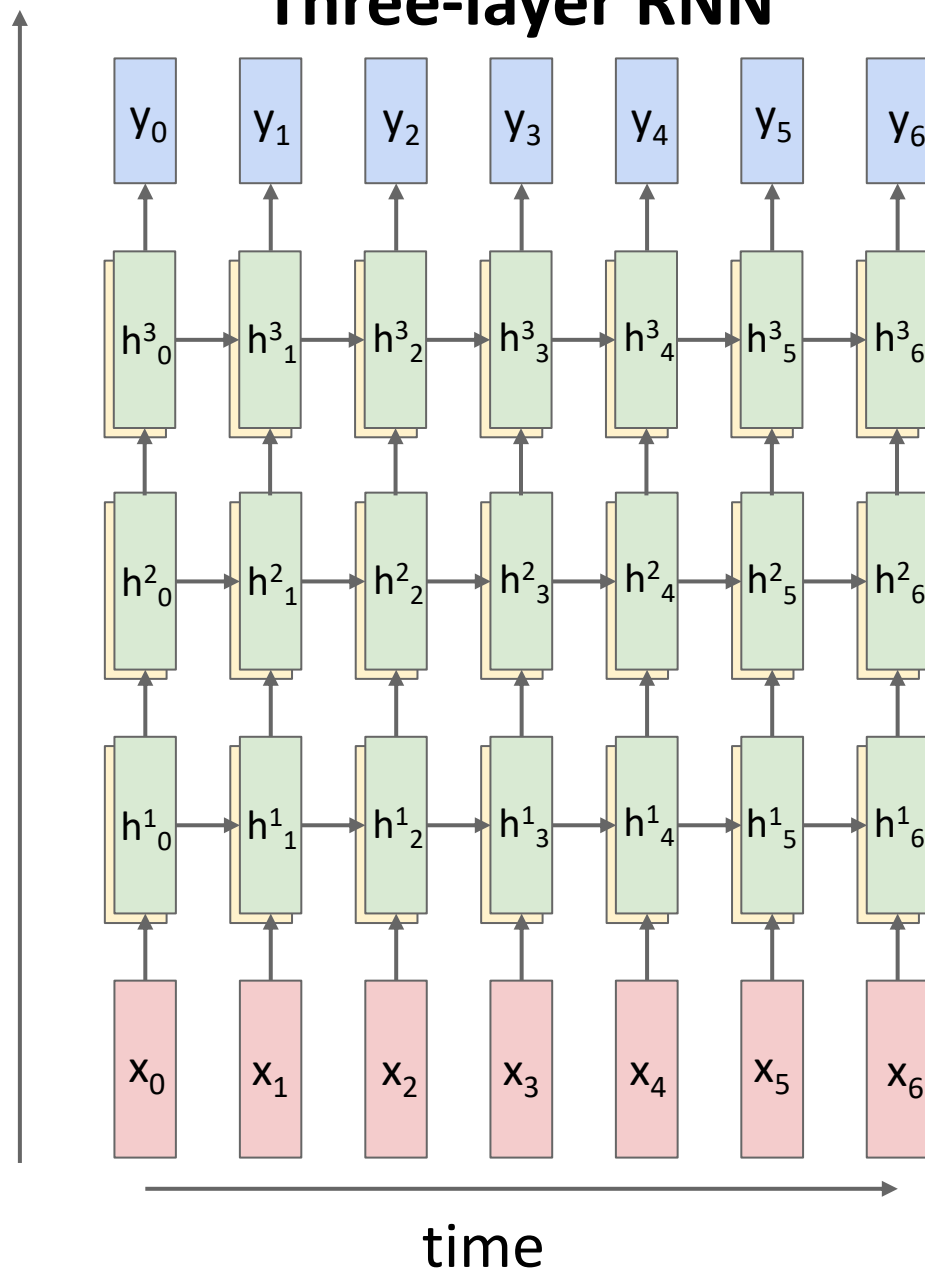 Three-layer RNN
y₀ y₁ y₂ y₃ y₄ y₅ y₆
h³₀ h³₁ h³₂ h³₃ h³₄ h³₅ h³₆
h²₀ h²₁ h²₂ h²₃ h²₄ h²₅ h²₆
h¹₀ h¹₁ h¹₂ h¹₃ h¹₄ h¹₅ h¹₆
x₀ x₁ x₂ x₃ x₄ x₅ x₆
time